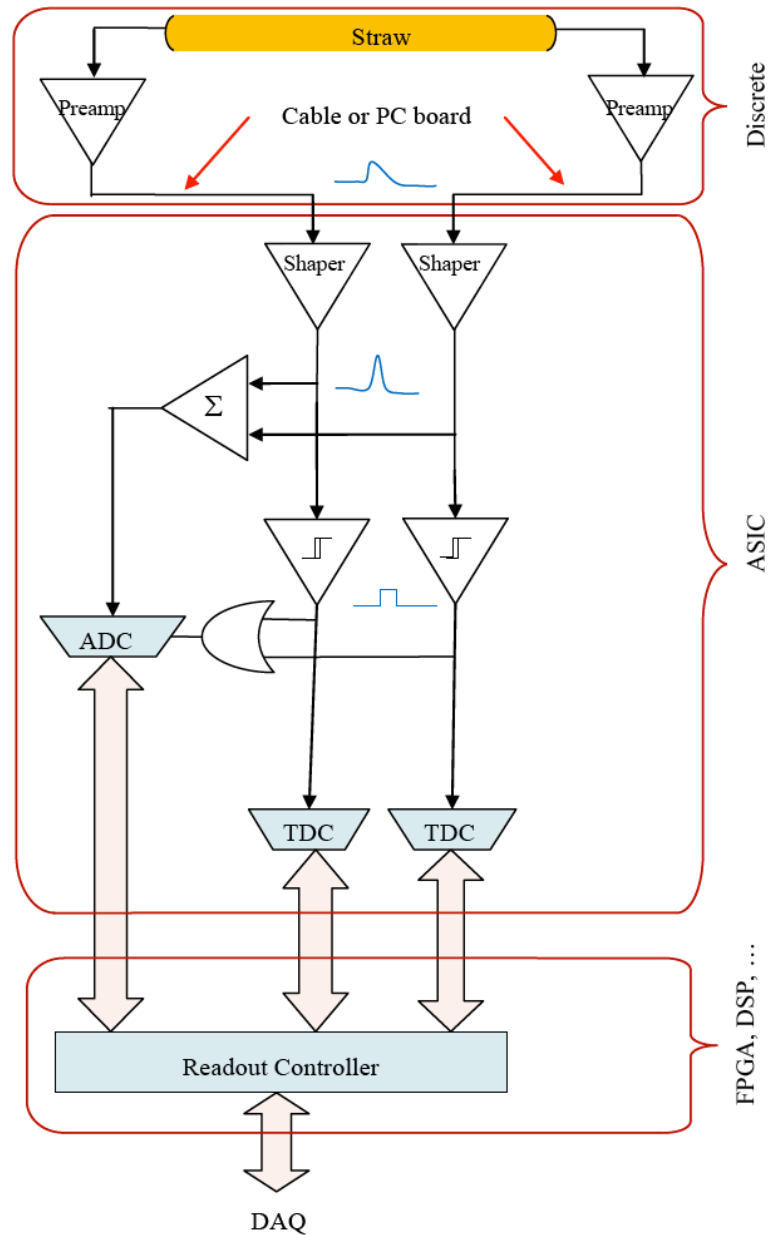 Straw
Preamp
Preamp
Cable or PC board
Discrete
Shaper
Shaper
Σ
ASIC
ADC
TDC
TDC
Readout Controller
FPGA, DSP, …
DAQ